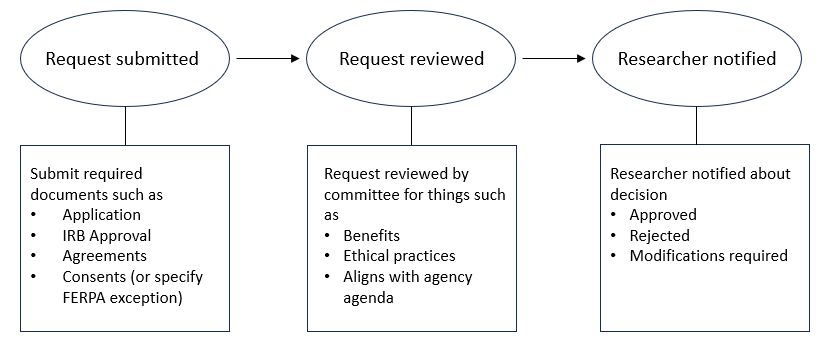 Request submitted
Request reviewed
Researcher notified
Submit required
documents such as
• Application
• IRB Approval
• Agreements
• Consents (or specify
FERPA exception)
Request reviewed by
committee for things such
as
• Benefits
• Ethical practices
• Aligns with agency
agenda
Researcher notified about
decision
• Approved
• Rejected
• Modifications required